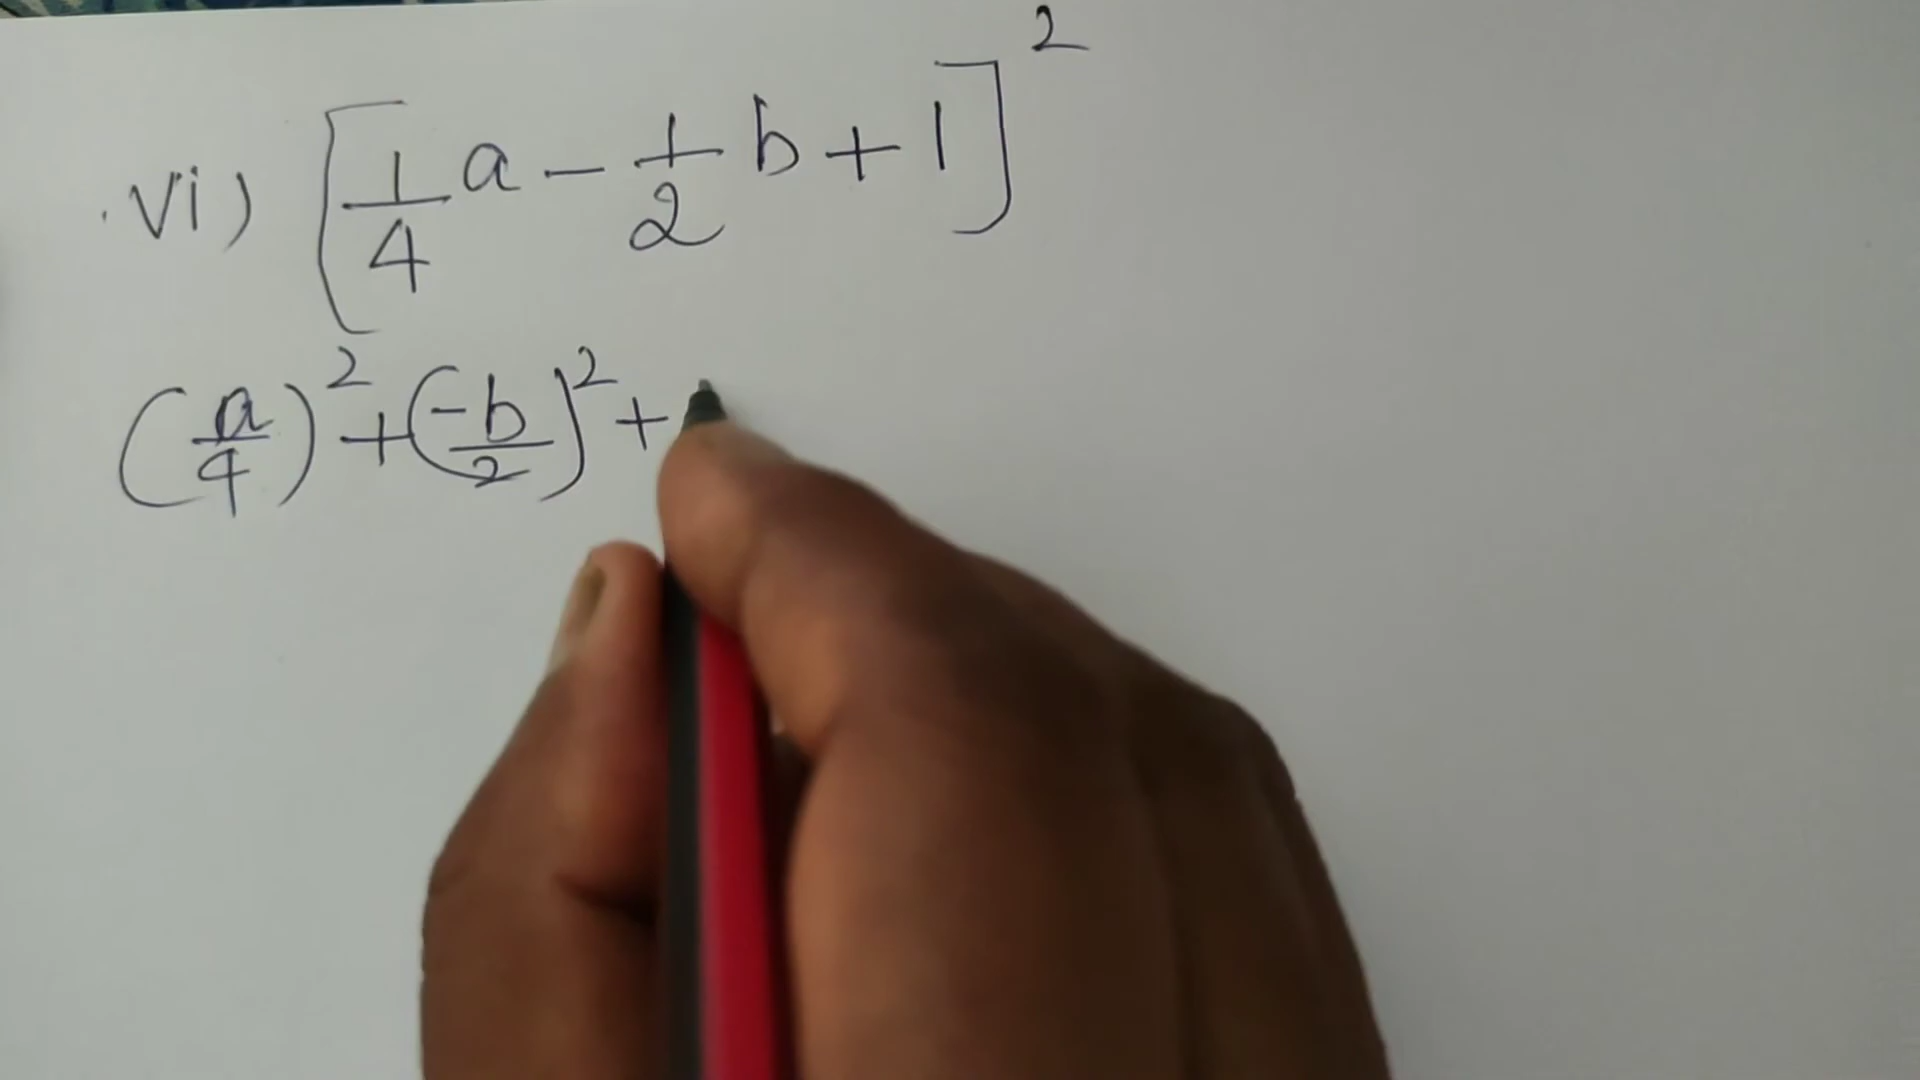 vi) [1/4 a - 1/2 b + 1]²
(a/4)² + (-b/2)² +